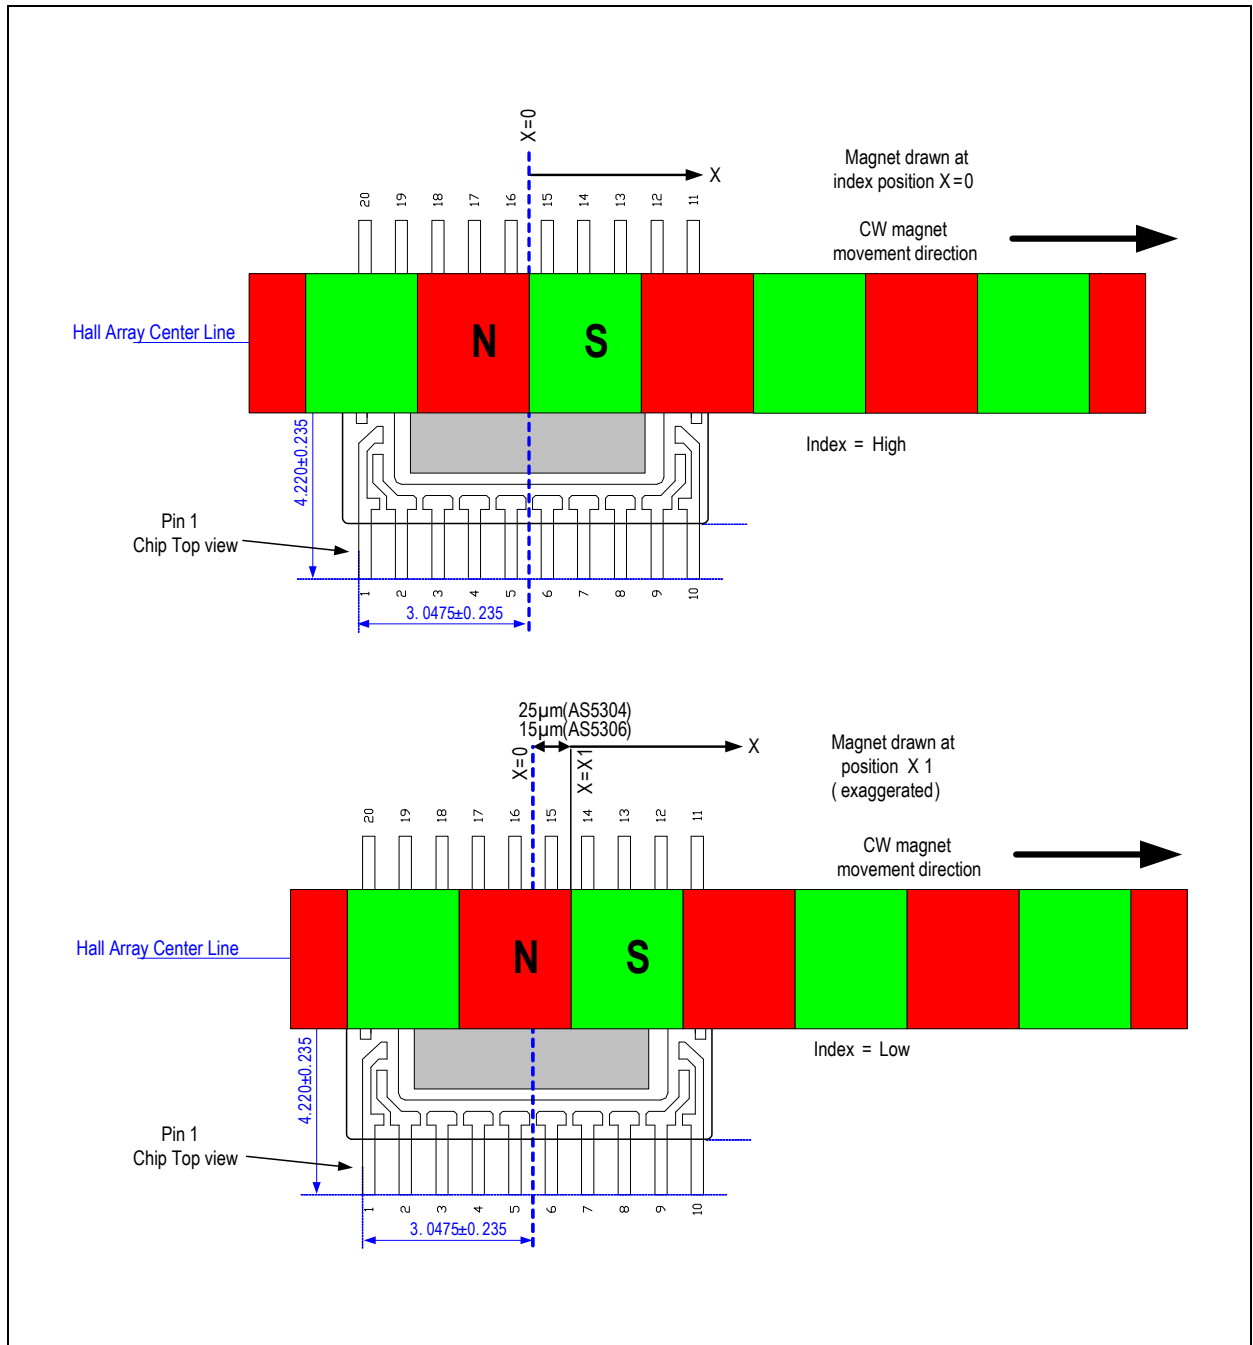 X=0
X
Magnet drawn at
index position X=0
CW magnet
movement direction
20 19 18 17 16 15 14 13 12 11
Hall Array Center Line
N S
Index = High
4.220±0.235
Pin 1
Chip Top view
1 2 3 4 5 6 7 8 9 10
3. 0475±0. 235
25µm(AS5304)
15µm(AS5306)
X=0
X=X1
X
Magnet drawn at
position X 1
( exaggerated)
CW magnet
movement direction
20 19 18 17 16 15 14 13 12 11
Hall Array Center Line
N S
Index = Low
4.220±0.235
Pin 1
Chip Top view
1 2 3 4 5 6 7 8 9 10
3. 0475±0. 235